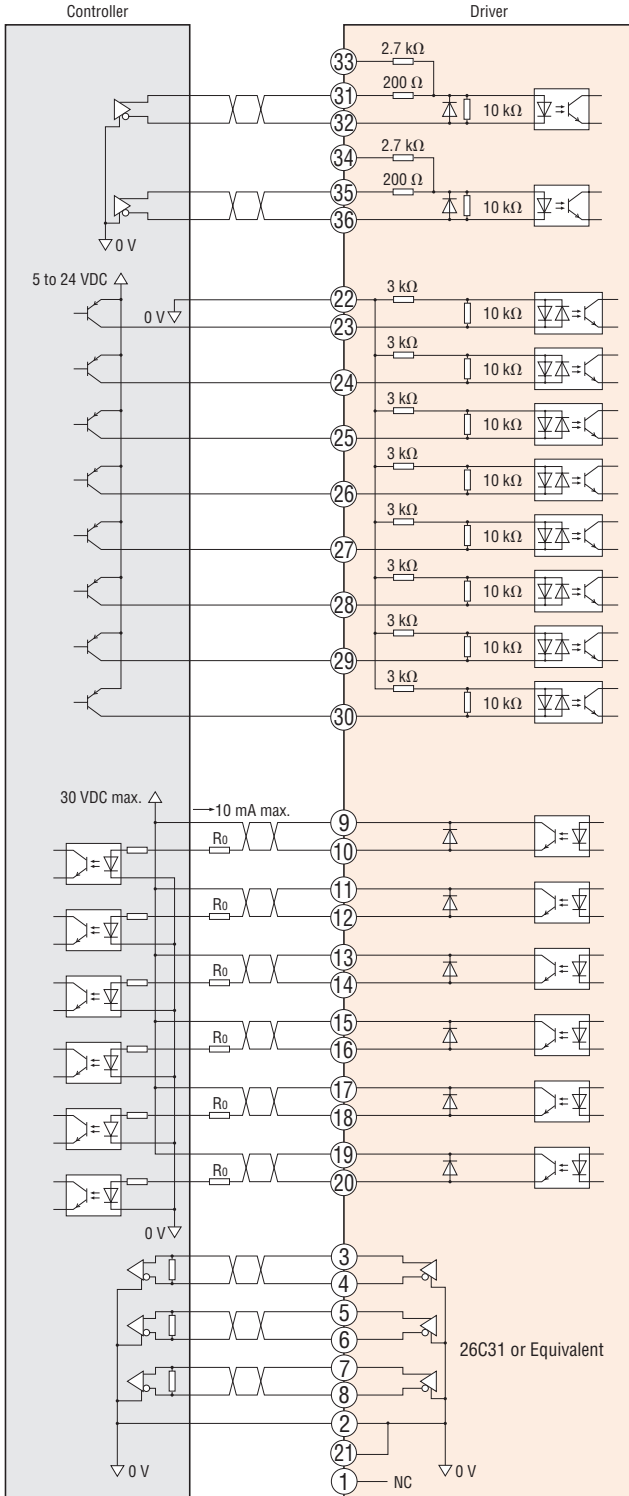 Controller
Driver
33
2.7 kΩ
31
200 Ω
32
10 kΩ
34
2.7 kΩ
35
200 Ω
36
10 kΩ
0 V
5 to 24 VDC
0 V
22
3 kΩ
23
10 kΩ
3 kΩ
24
10 kΩ
3 kΩ
25
10 kΩ
3 kΩ
26
10 kΩ
3 kΩ
27
10 kΩ
3 kΩ
28
10 kΩ
3 kΩ
29
10 kΩ
3 kΩ
30
10 kΩ
30 VDC max.
10 mA max.
9
R0
10
11
R0
12
13
R0
14
15
R0
16
17
R0
18
19
R0
20
0 V
3
4
5
6
26C31 or Equivalent
7
8
2
21
0 V
0 V
1
NC